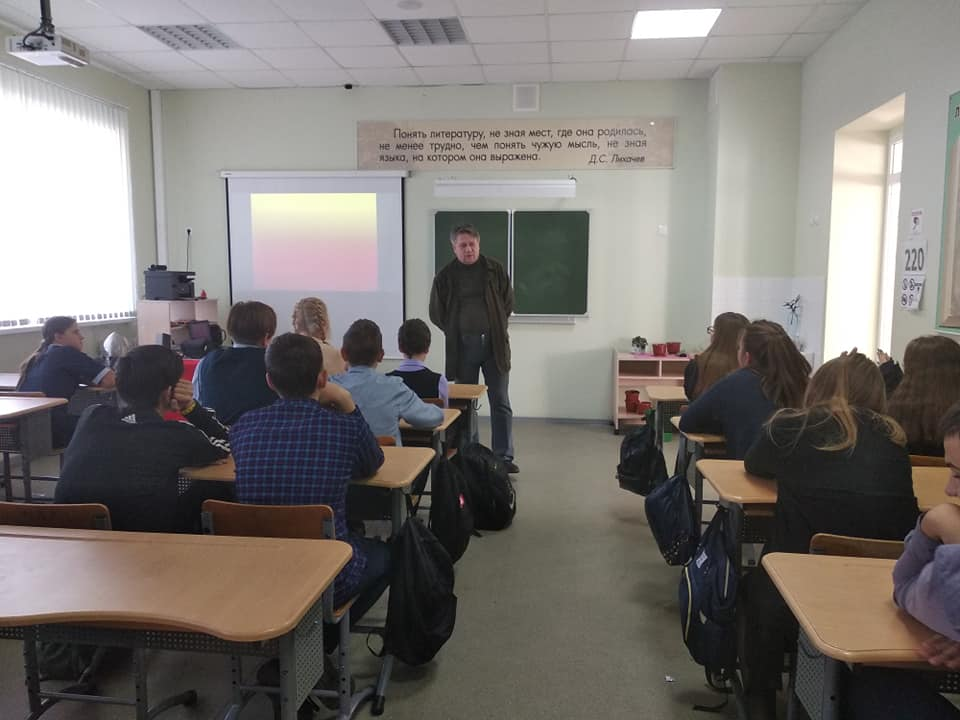 Понять литературу, не зная мест, где она родилась,
не менее трудно, чем понять чужую мысль, не зная
языка, на котором она выражена. Д.С. Лихачев
220